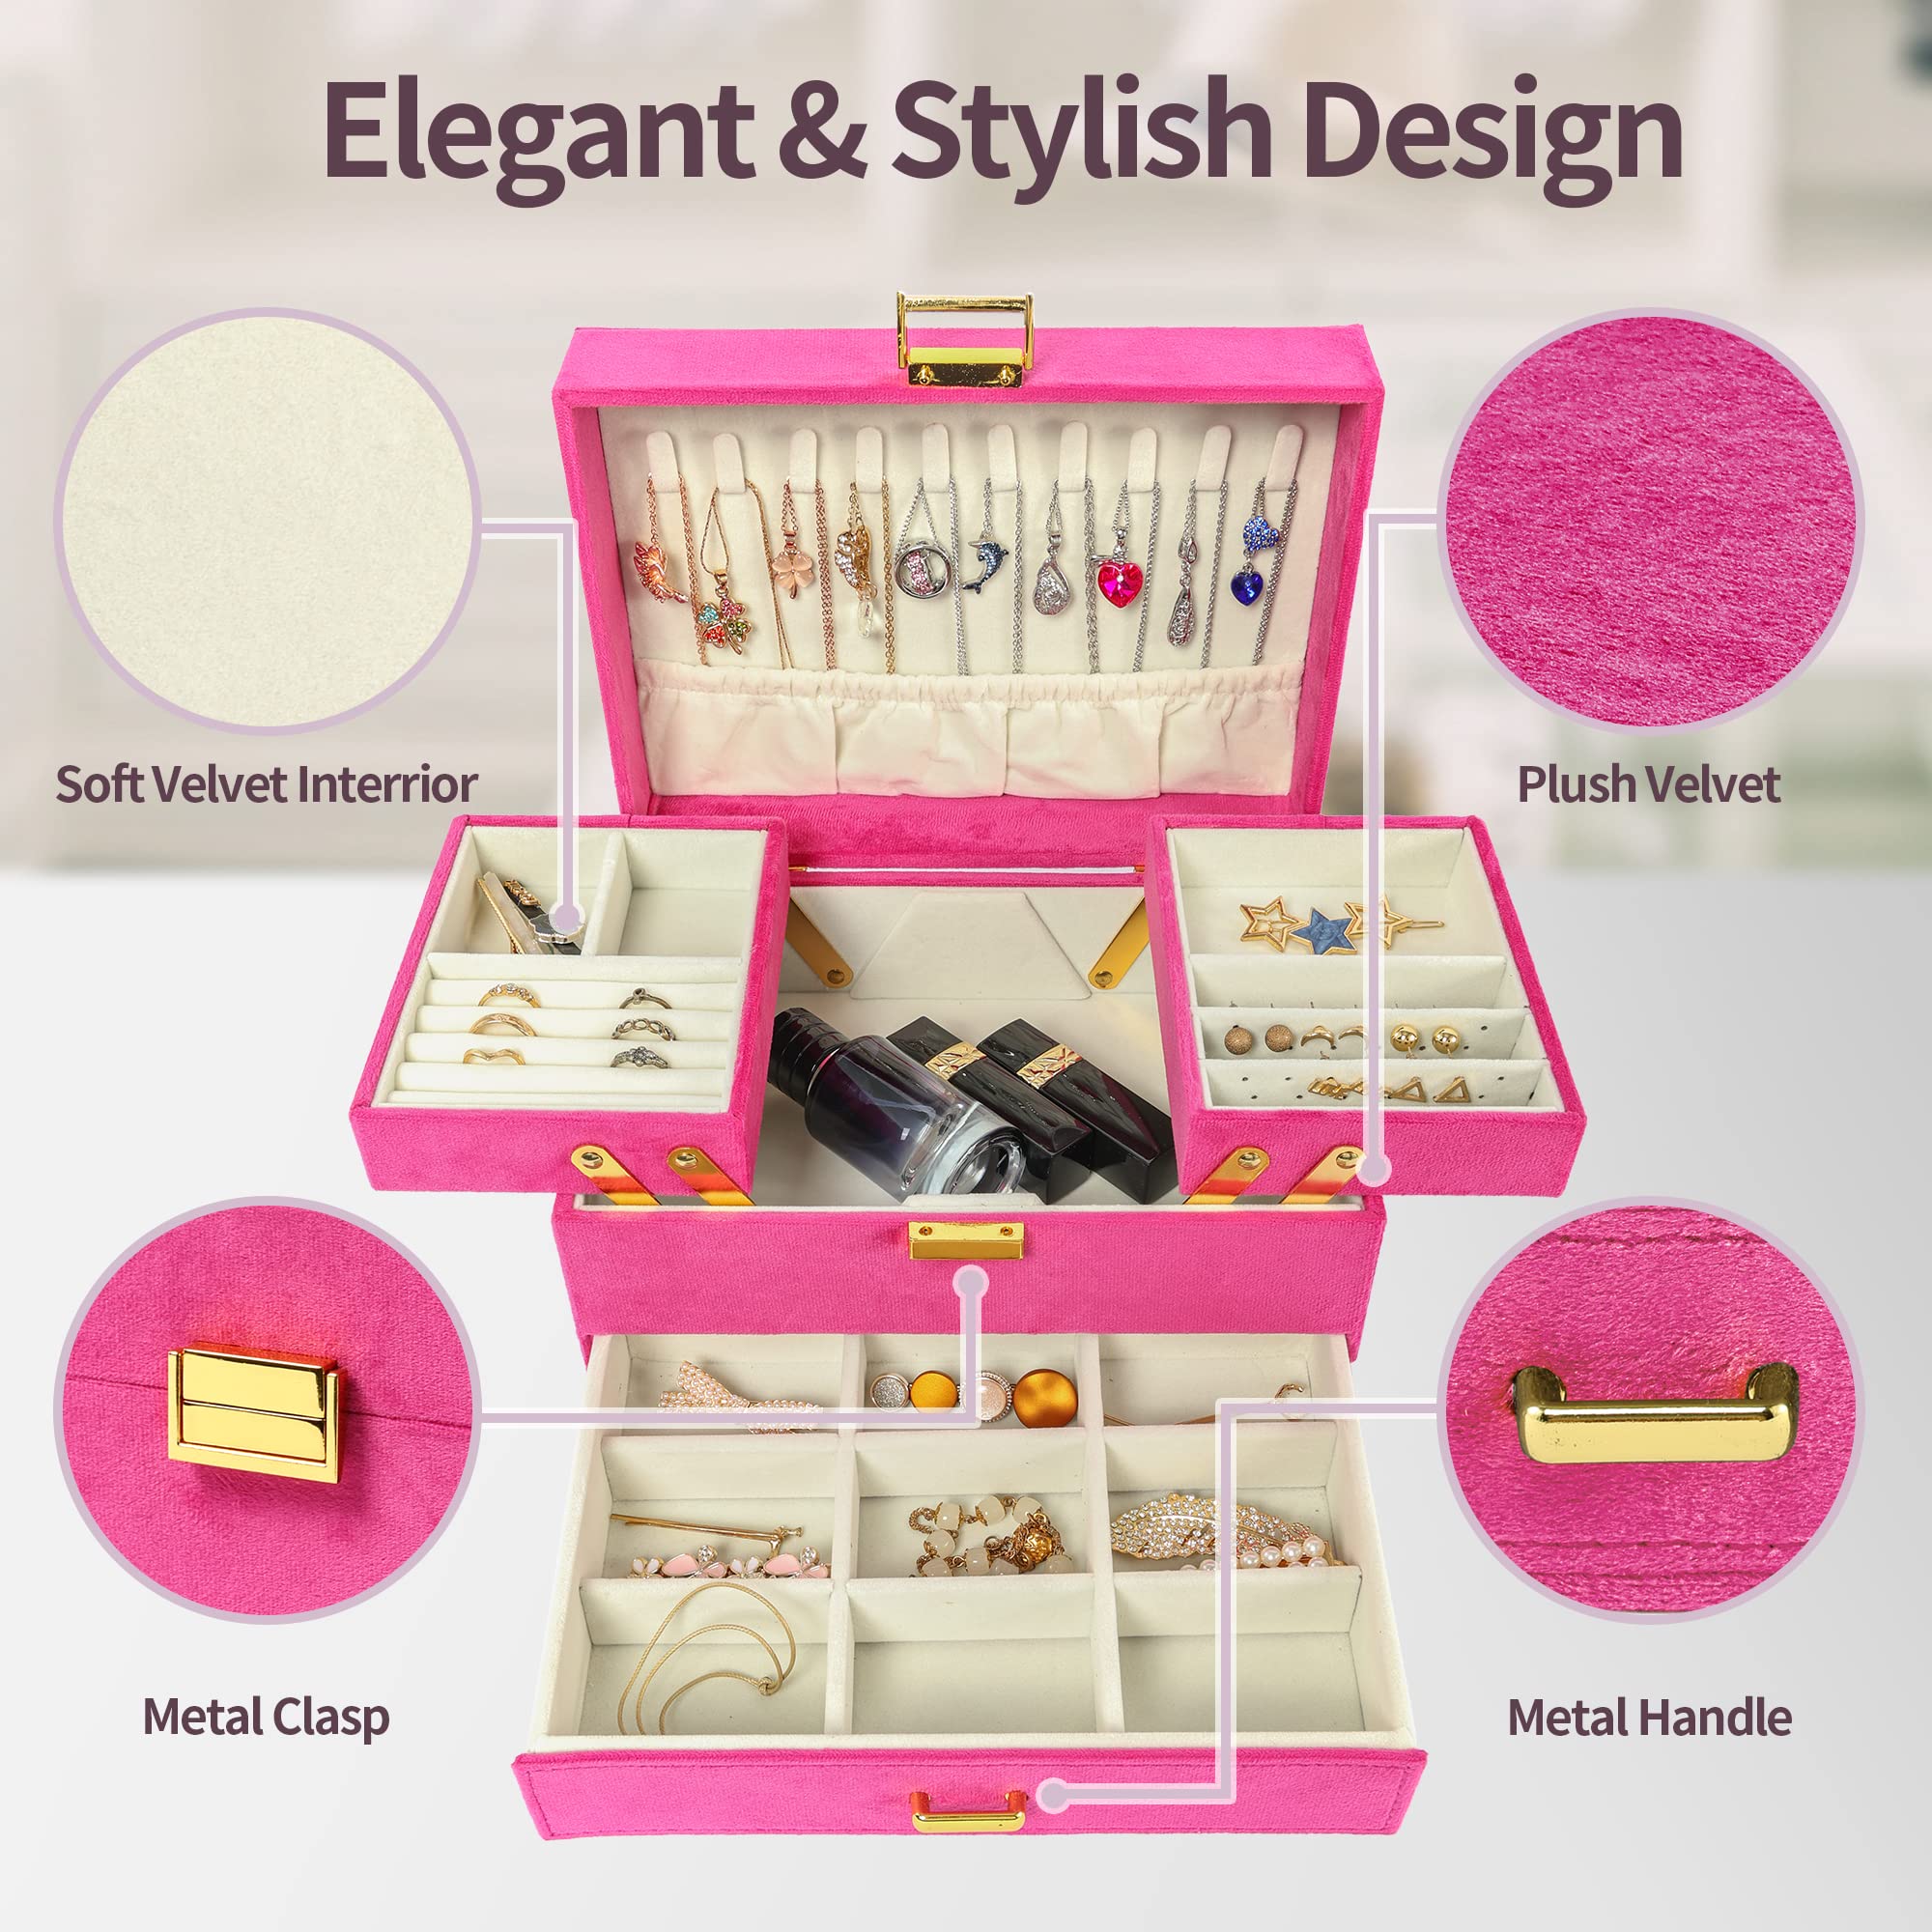 Elegant & Stylish Design
Soft Velvet Interrior
Plush Velvet
Metal Clasp
Metal Handle